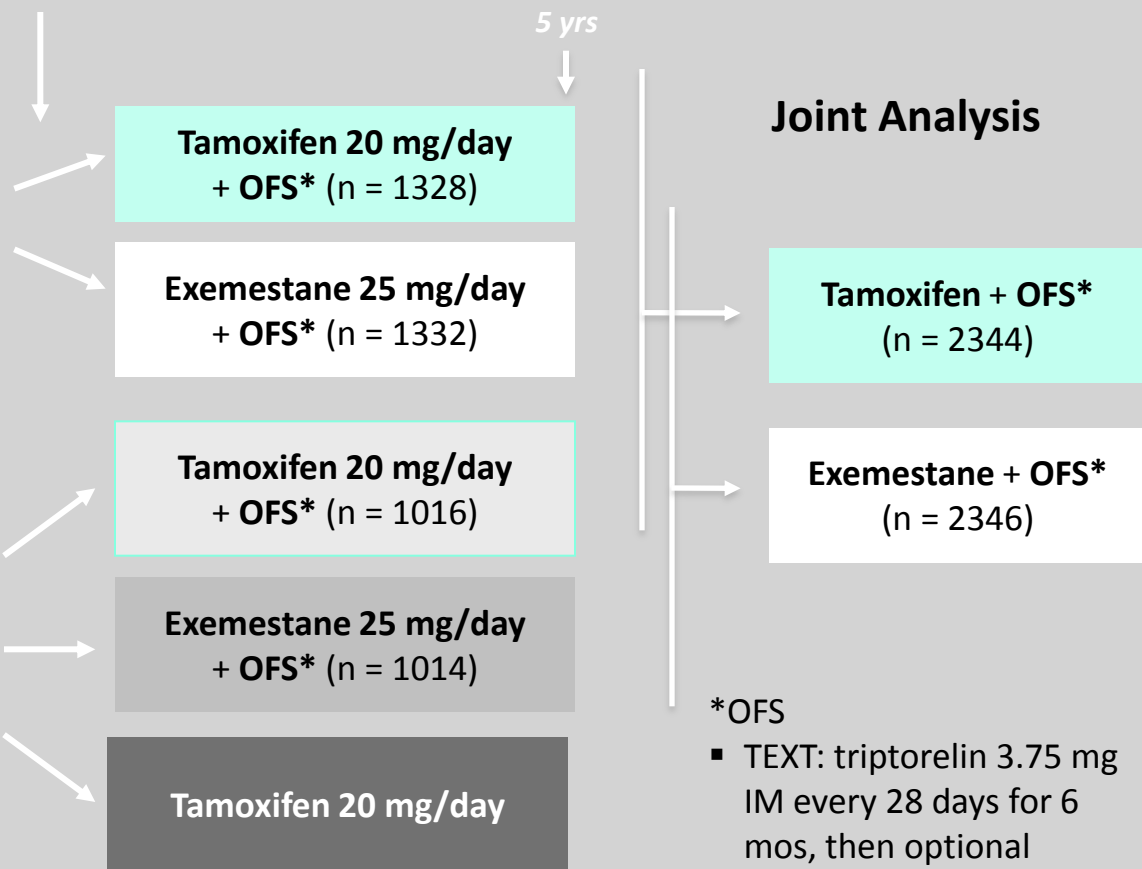 5 yrs
Tamoxifen 20 mg/day
+ OFS* (n = 1328)
Exemestane 25 mg/day
+ OFS* (n = 1332)
Tamoxifen 20 mg/day
+ OFS* (n = 1016)
Exemestane 25 mg/day
+ OFS* (n = 1014)
Tamoxifen 20 mg/day
Joint Analysis
Tamoxifen + OFS*
(n = 2344)
Exemestane + OFS*
(n = 2346)
*OFS
▪ TEXT: triptorelin 3.75 mg
IM every 28 days for 6
mos, then optional